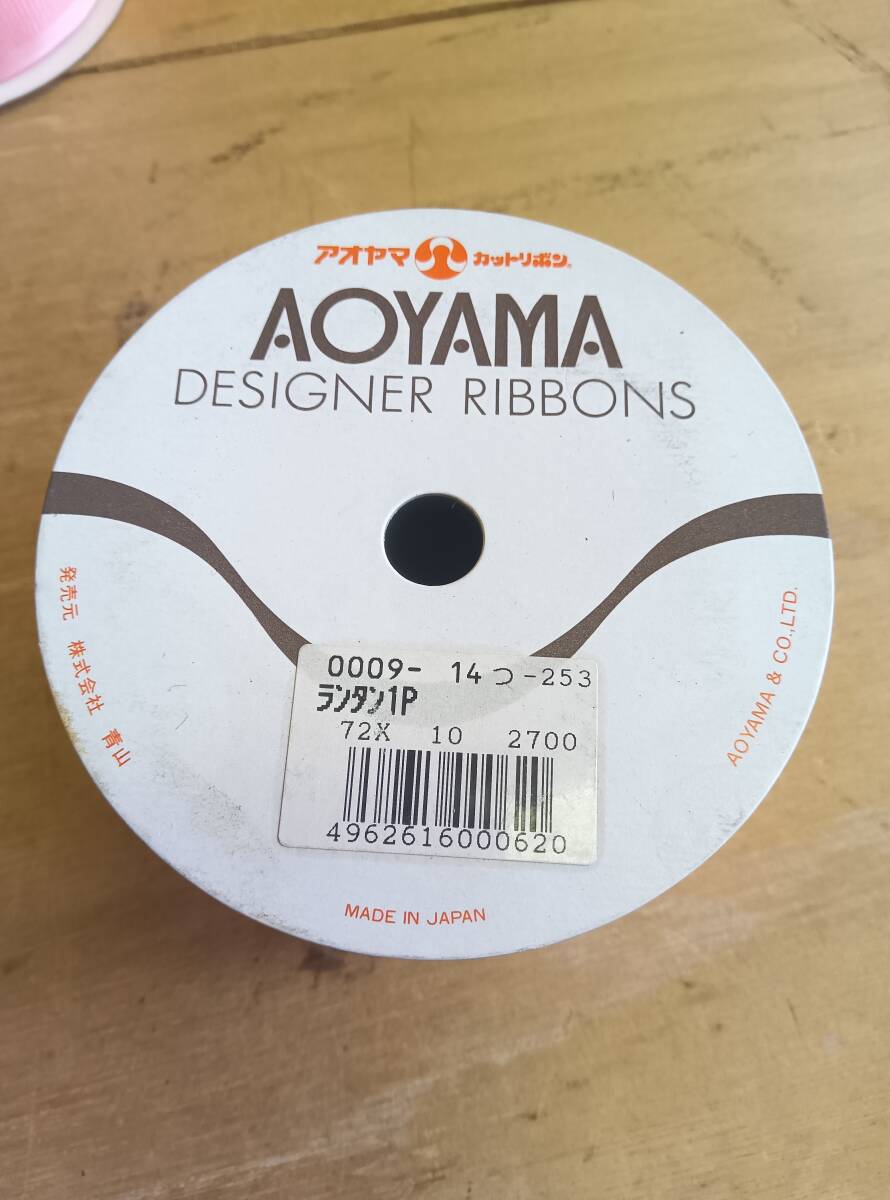 アオヤマ カットリボン®
AOYAMA
DESIGNER RIBBONS
発売元 株式会社 青山
AOYAMA & CO.,LTD.
0009- 14つ-253
ランタン1P
72X 10 2700
4962616000620
MADE IN JAPAN